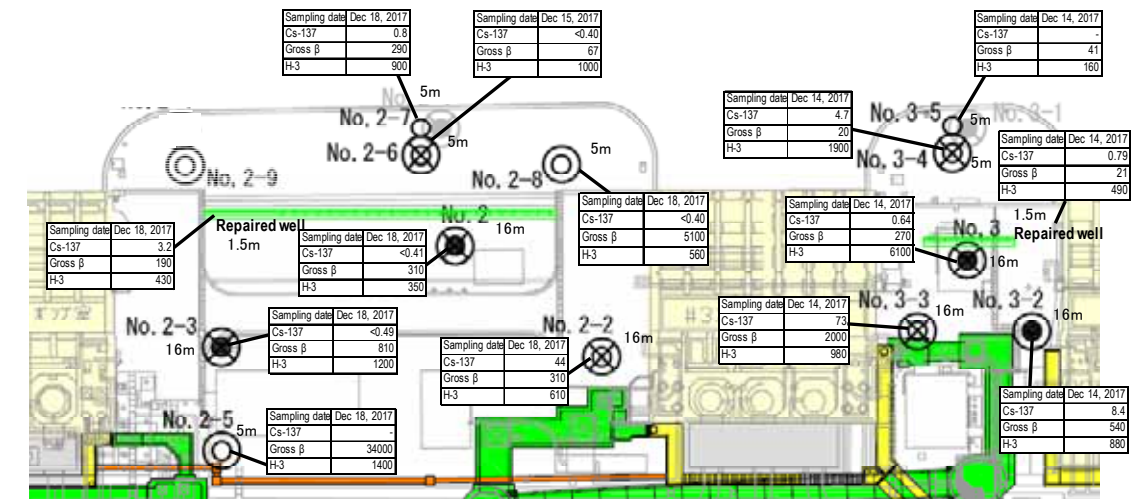 Sampling date Dec 18, 2017
Cs-137 0.8
Gross β 290
H-3 900
Sampling date Dec 15, 2017
Cs-137 <0.40
Gross β 67
H-3 1000
Sampling date Dec 14, 2017
Cs-137 -
Gross β 41
H-3 160
5m
No. 2-7
No. 2-6
5m
No. 2-9
No. 2-8
5m
Sampling date Dec 14, 2017
Cs-137 4.7
Gross β 20
H-3 1900
No. 3-5
5m
No. 3-1
No. 3-4
5m
Sampling date Dec 14, 2017
Cs-137 0.79
Gross β 21
H-3 490
Sampling date Dec 18, 2017
Cs-137 3.2
Gross β 190
H-3 430
Repaired well
1.5m
Sampling date Dec 18, 2017
Cs-137 <0.41
Gross β 310
H-3 350
No. 2
16m
Sampling date Dec 18, 2017
Cs-137 <0.40
Gross β 5100
H-3 560
Sampling date Dec 14, 2017
Cs-137 0.64
Gross β 270
H-3 6100
1.5m
Repaired well
No. 3
16m
No. 2-3
16m
Sampling date Dec 18, 2017
Cs-137 <0.49
Gross β 810
H-3 1200
No. 2-2
16m
Sampling date Dec 18, 2017
Cs-137 44
Gross β 310
H-3 610
#3
Sampling date Dec 14, 2017
Cs-137 73
Gross β 2000
H-3 980
No. 3-3
16m
No. 3-2
16m
No. 2-5
5m
Sampling date Dec 18, 2017
Cs-137 -
Gross β 34000
H-3 1400
Sampling date Dec 14, 2017
Cs-137 8.4
Gross β 540
H-3 880